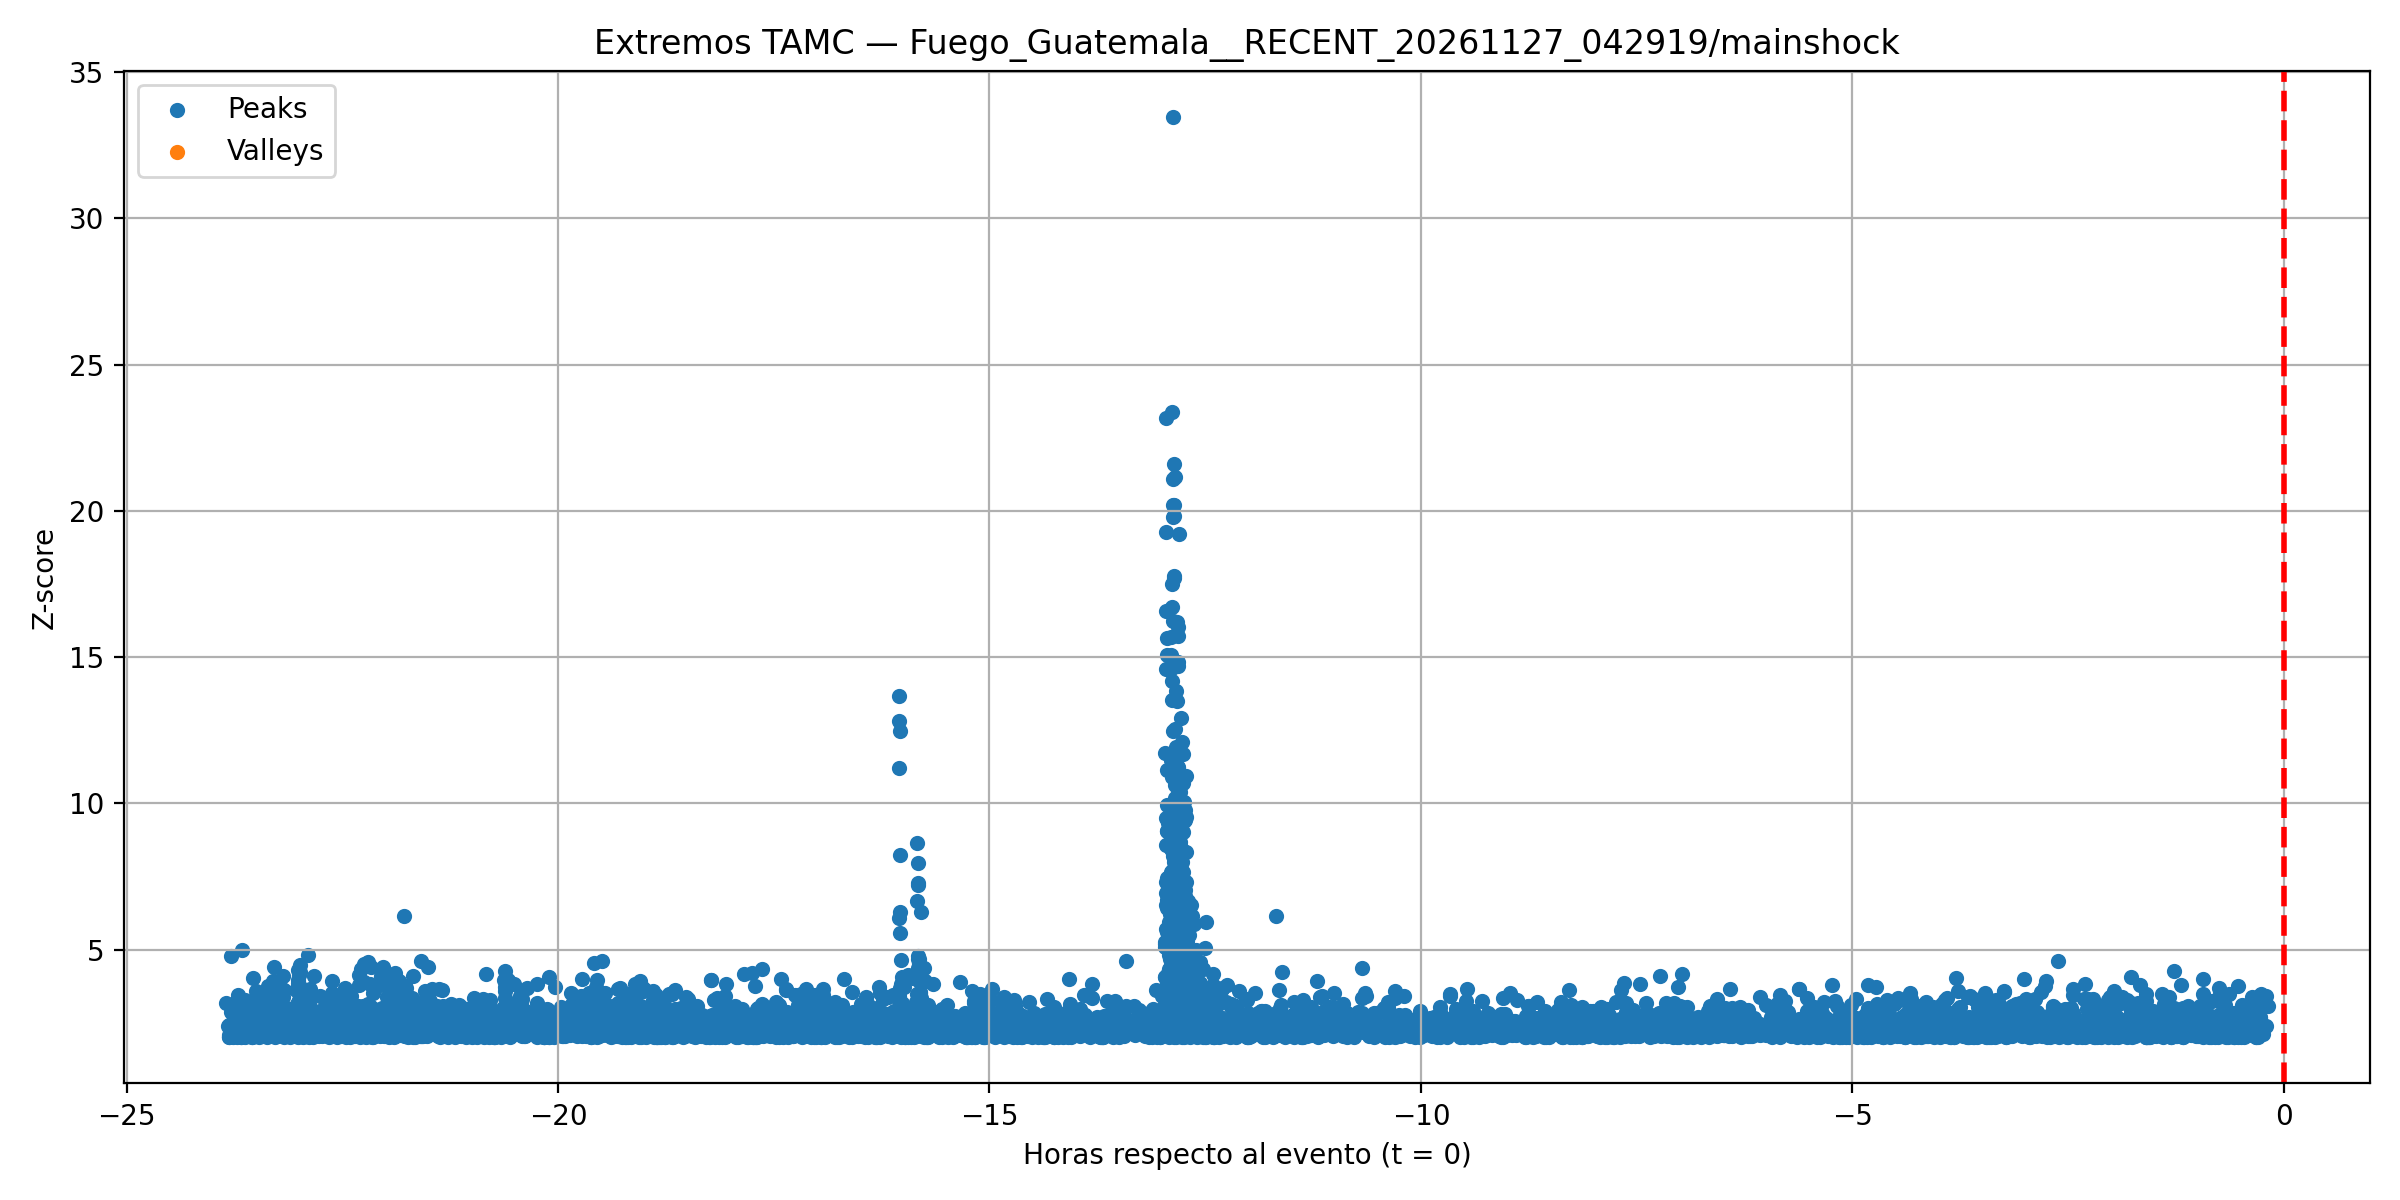 Extremos TAMC — Fuego_Guatemala__RECENT_20261127_042919/mainshock
Peaks
Valleys
35
30
25
20
15
10
5
Z-score
−25
−20
−15
−10
−5
0
Horas respecto al evento (t = 0)